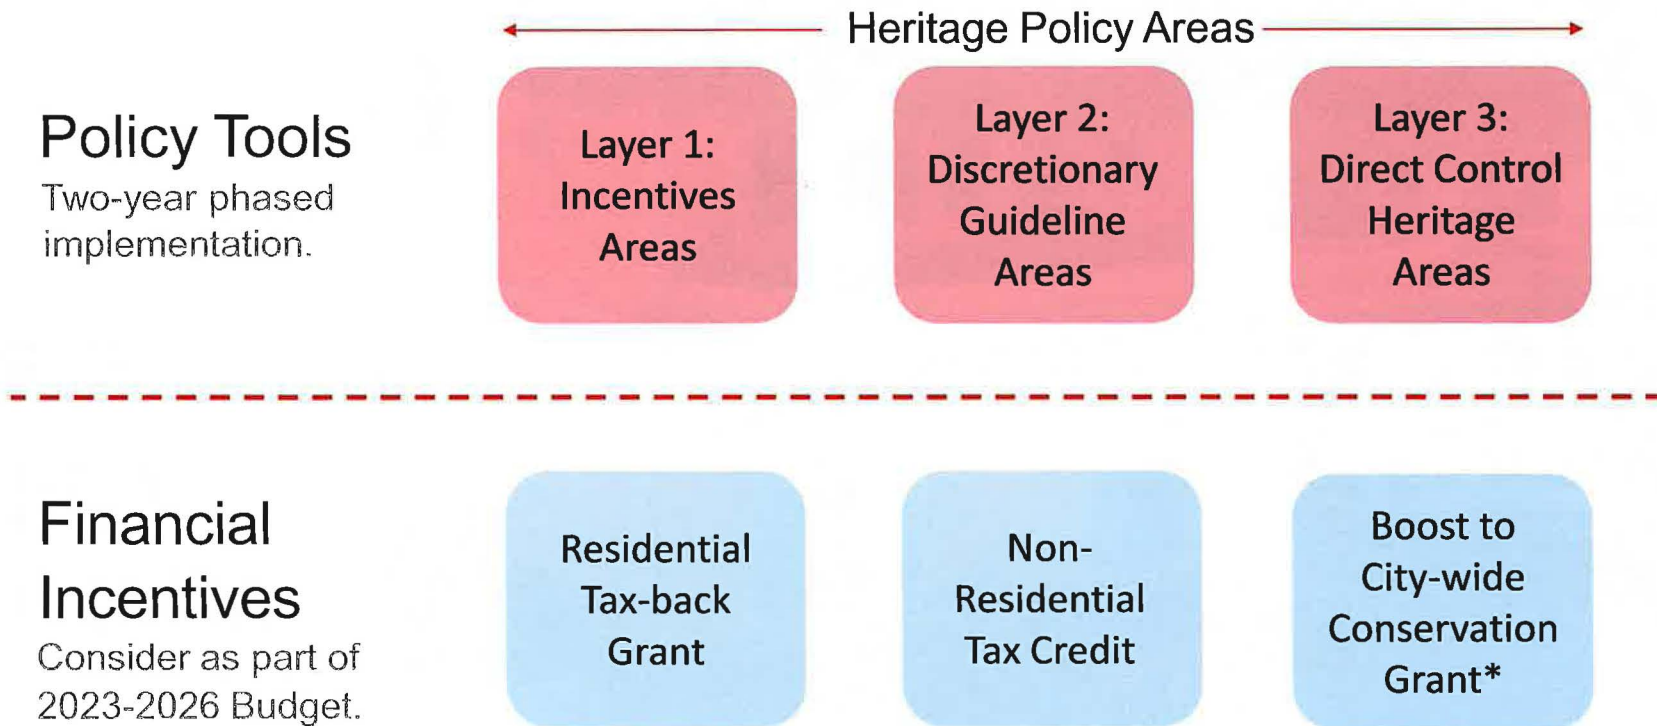 Heritage Policy Areas
Policy Tools
Two-year phased
implementation.
Layer 1:
Incentives
Areas
Layer 2:
Discretionary
Guideline
Areas
Layer 3:
Direct Control
Heritage
Areas
Financial
Incentives
Consider as part of
2023-2026 Budget.
Residential
Tax-back
Grant
Non-
Residential
Tax Credit
Boost to
City-wide
Conservation
Grant*